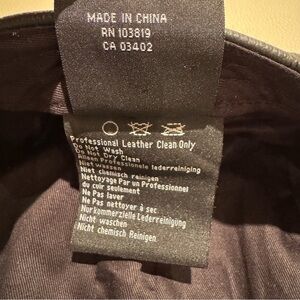 MADE IN CHINA
RN 103819
CA 03402
Professional Leather Clean Only
Do Not Wash
Do Not Dry Clean
Alleen Professionele lederreiniging
Niet wassen
Niet chemisch reinigen
Nettoyage Par un Professionnel
du cuir seulement
Ne Pas laver
Ne Pas nettoyer à sec
Nur kommerzielle Lederreinigung
Nicht waschen
Nicht chemisch Reinigen